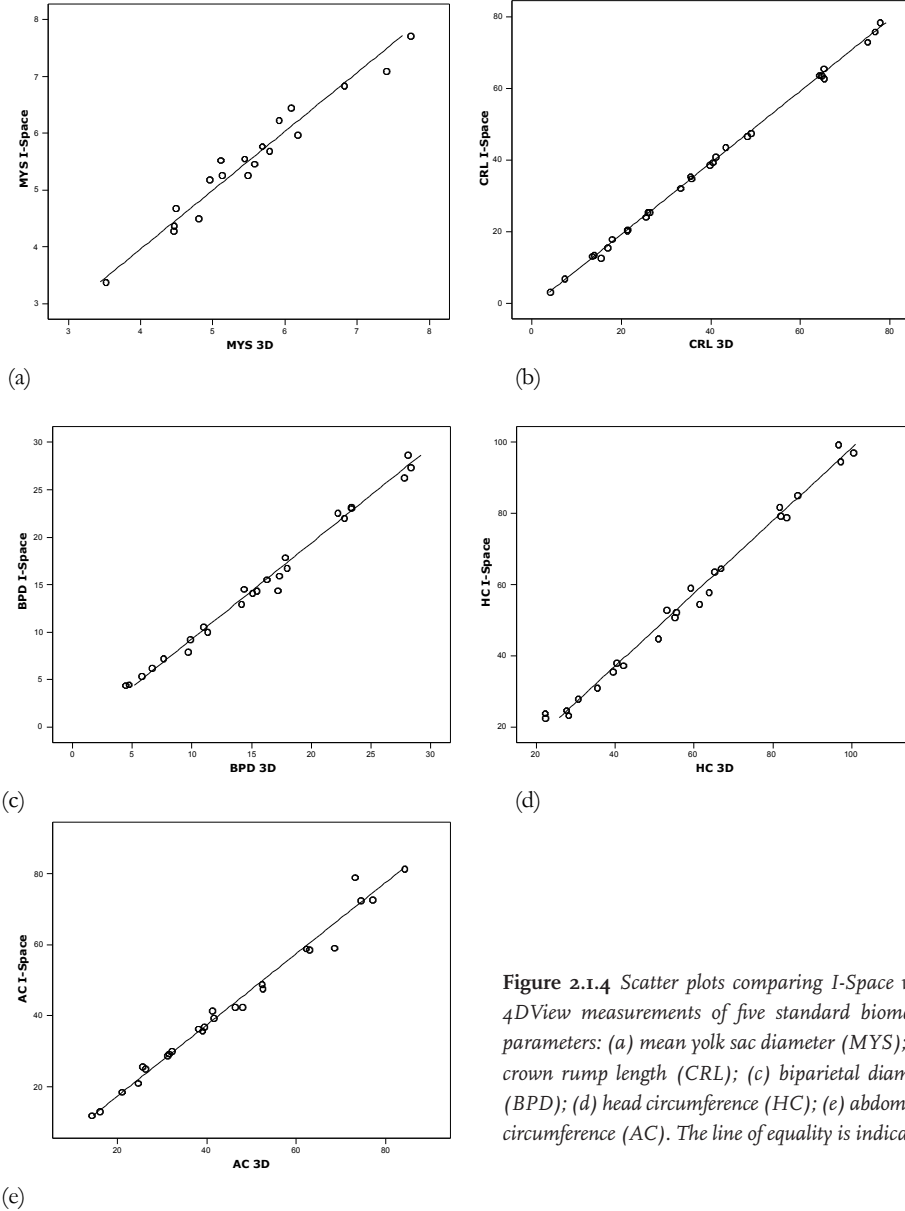 8
7
6
5
4
3
MYS I-Space
3
4
5
6
7
8
MYS 3D
(a)
80
60
40
20
0
CRL I-Space
0
20
40
60
80
CRL 3D
(b)
30
25
20
15
10
5
0
BPD I-Space
0
5
10
15
20
25
30
BPD 3D
(c)
100
80
60
40
20
HC I-Space
20
40
60
80
100
HC 3D
(d)
80
60
40
20
AC I-Space
20
40
60
80
AC 3D
(e)
Figure 2.1.4 Scatter plots comparing I-Space
4DView measurements of five standard
parameters: (a) mean yolk sac diameter (MYS);
crown rump length (CRL); (c) biparietal
(BPD); (d) head circumference (HC); (e)
circumference (AC). The line of equality is